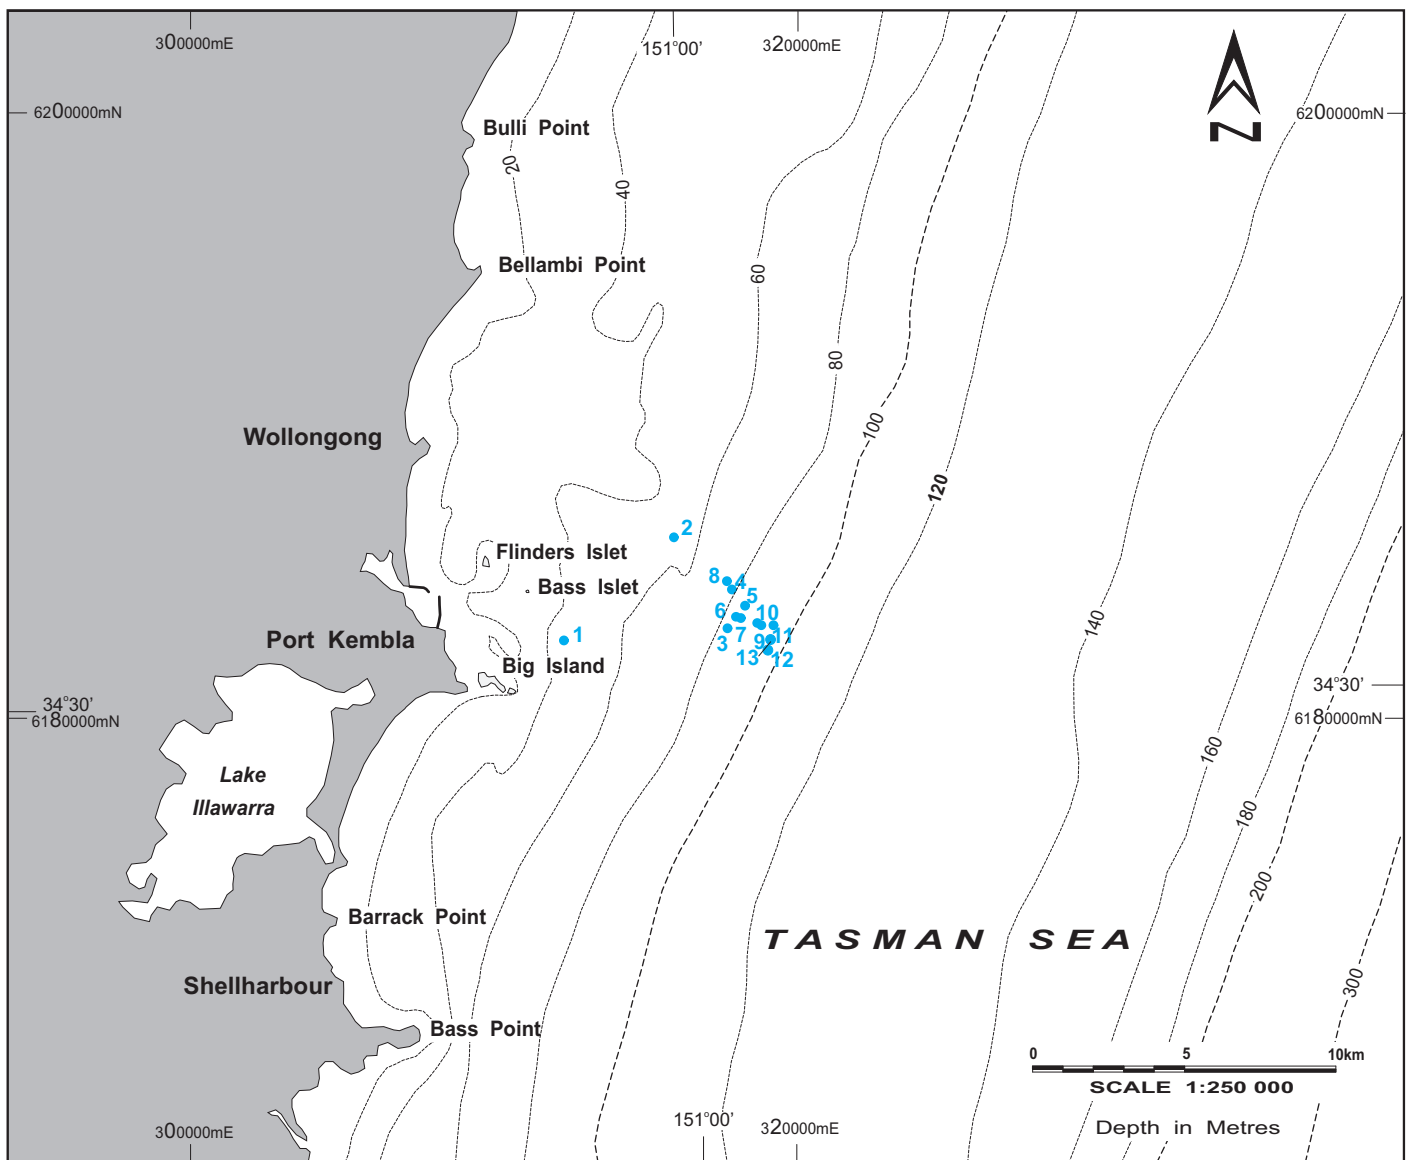 300000mE
151°00'
320000mE
6200000mN
6200000mN
N
Bulli Point
20
40
Bellambi Point
60
80
100
Wollongong
120
2
Flinders Islet
8
4
Bass Islet
5
6
10
140
Port Kembla
1
3
7
9
11
13
12
Big Island
34°30'
34°30'
6180000mN
6180000mN
160
Lake
Illawarra
180
200
Barrack Point
TASMAN SEA
Shellharbour
300
Bass Point
0 5 10km
SCALE 1:250 000
Depth in Metres
300000mE
151°00'
320000mE